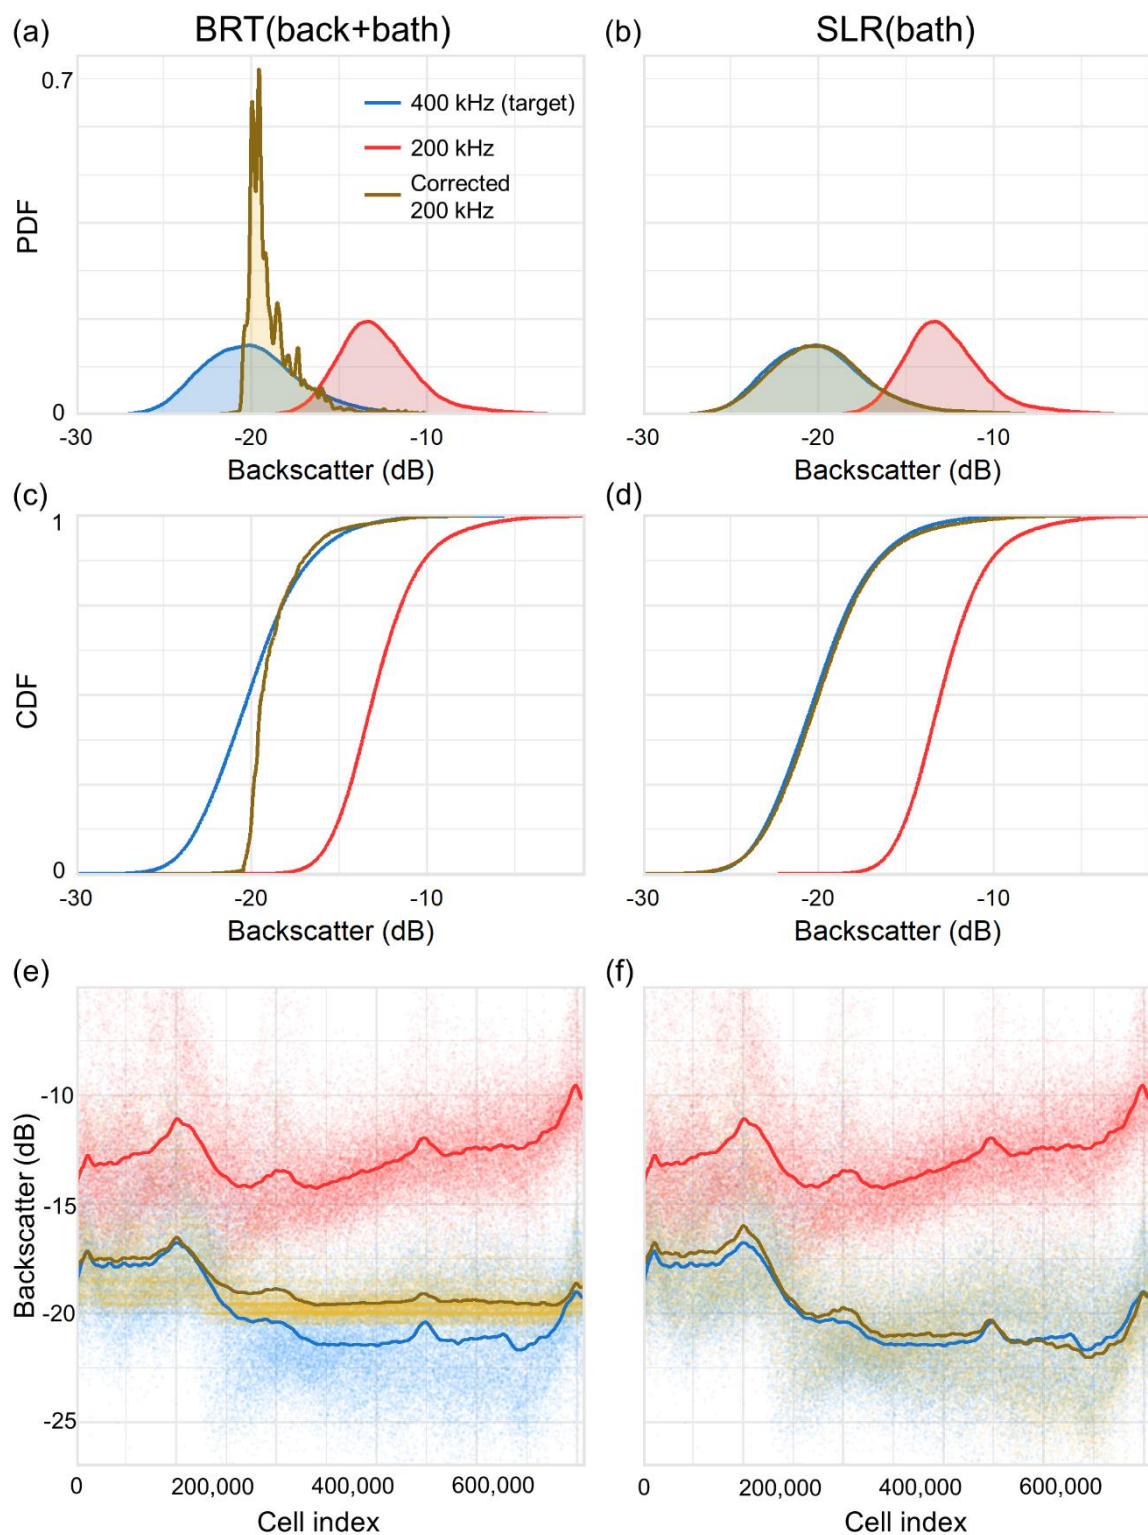 (a) BRT(back+bath) (b) SLR(bath)
0.7
400 kHz (target)
200 kHz
Corrected
200 kHz
PDF
0
-30 -20 -10 -30 -20 -10
Backscatter (dB) Backscatter (dB)
(c) (d)
1
CDF
0
-30 -20 -10 -30 -20 -10
Backscatter (dB) Backscatter (dB)
(e) (f)
-10
Backscatter (dB)
-15
-20
-25
0 200,000 400,000 600,000 0 200,000 400,000 600,000
Cell index Cell index